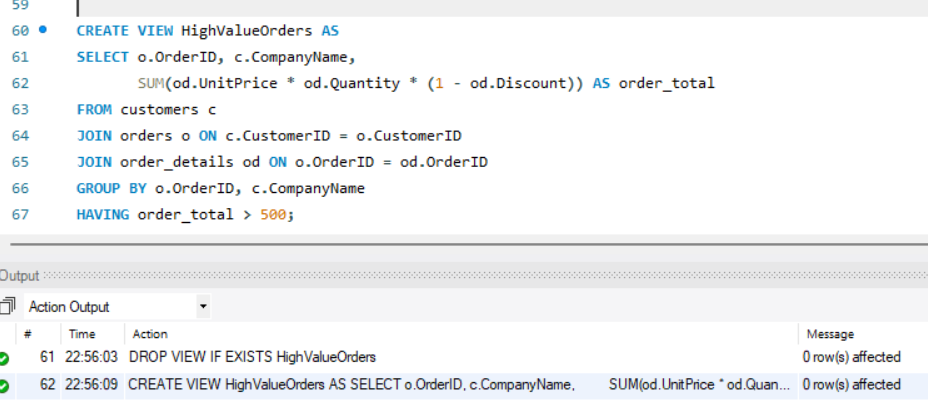 59
60 CREATE VIEW HighValueOrders AS
61 SELECT o.OrderID, c.CompanyName,
62 SUM(od.UnitPrice * od.Quantity * (1 - od.Discount)) AS order_total
63 FROM customers c
64 JOIN orders o ON c.CustomerID = o.CustomerID
65 JOIN order_details od ON o.OrderID = od.OrderID
66 GROUP BY o.OrderID, c.CompanyName
67 HAVING order_total > 500;
Output
Action Output
# Time Action Message
61 22:56:03 DROP VIEW IF EXISTS HighValueOrders 0 row(s) affected
62 22:56:09 CREATE VIEW HighValueOrders AS SELECT o.OrderID, c.CompanyName, SUM(od.UnitPrice * od.Quan... 0 row(s) affected